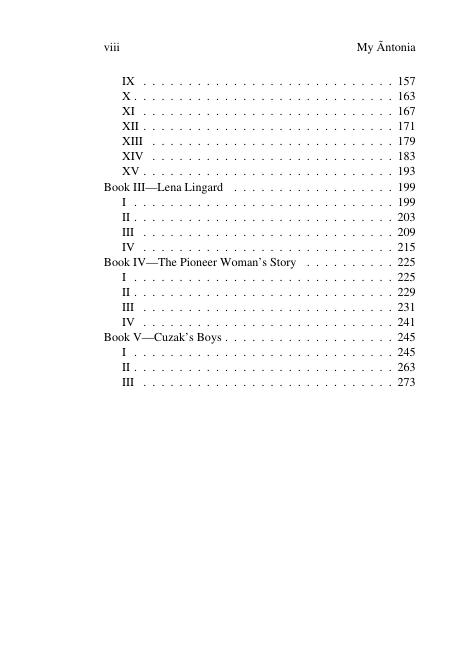 viii My Ãntonia
IX . . . . . . . . . . . . . . . . . . . . . . . . . . . . 157
X . . . . . . . . . . . . . . . . . . . . . . . . . . . . . 163
XI . . . . . . . . . . . . . . . . . . . . . . . . . . . . 167
XII . . . . . . . . . . . . . . . . . . . . . . . . . . . . 171
XIII . . . . . . . . . . . . . . . . . . . . . . . . . . . 179
XIV . . . . . . . . . . . . . . . . . . . . . . . . . . . 183
XV . . . . . . . . . . . . . . . . . . . . . . . . . . . . 193
Book III—Lena Lingard . . . . . . . . . . . . . . . . . . 199
I . . . . . . . . . . . . . . . . . . . . . . . . . . . . . 199
II . . . . . . . . . . . . . . . . . . . . . . . . . . . . . 203
III . . . . . . . . . . . . . . . . . . . . . . . . . . . . 209
IV . . . . . . . . . . . . . . . . . . . . . . . . . . . . 215
Book IV—The Pioneer Woman’s Story . . . . . . . . . . 225
I . . . . . . . . . . . . . . . . . . . . . . . . . . . . . 225
II . . . . . . . . . . . . . . . . . . . . . . . . . . . . . 229
III . . . . . . . . . . . . . . . . . . . . . . . . . . . . 231
IV . . . . . . . . . . . . . . . . . . . . . . . . . . . . 241
Book V—Cuzak’s Boys . . . . . . . . . . . . . . . . . . . 245
I . . . . . . . . . . . . . . . . . . . . . . . . . . . . . 245
II . . . . . . . . . . . . . . . . . . . . . . . . . . . . . 263
III . . . . . . . . . . . . . . . . . . . . . . . . . . . . 273